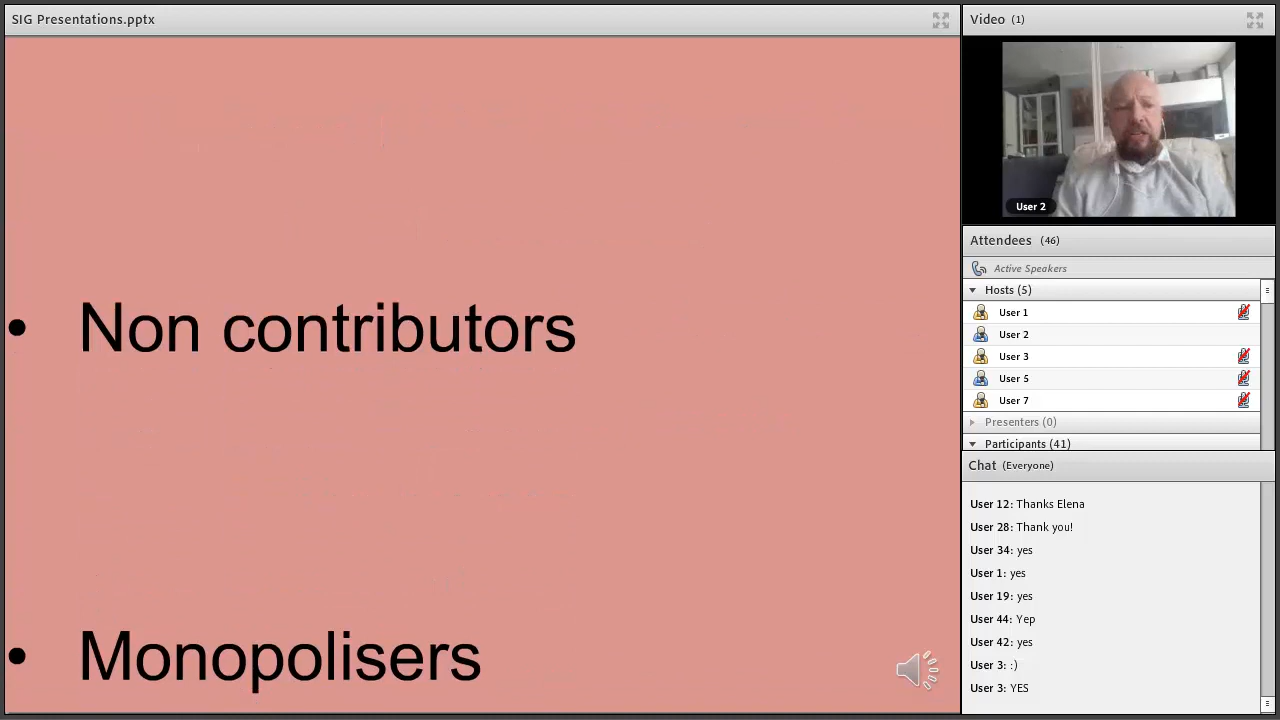 SIG Presentations.pptx
• Non contributors
• Monopolisers
Video (1)
User 2
Attendees (46)
Active Speakers
Hosts (5)
User 1
User 2
User 3
User 5
User 7
Presenters (0)
Participants (41)
Chat (Everyone)
User 12: Thanks Elena
User 28: Thank you!
User 34: yes
User 1: yes
User 19: yes
User 44: Yep
User 42: yes
User 3: :)
User 3: YES